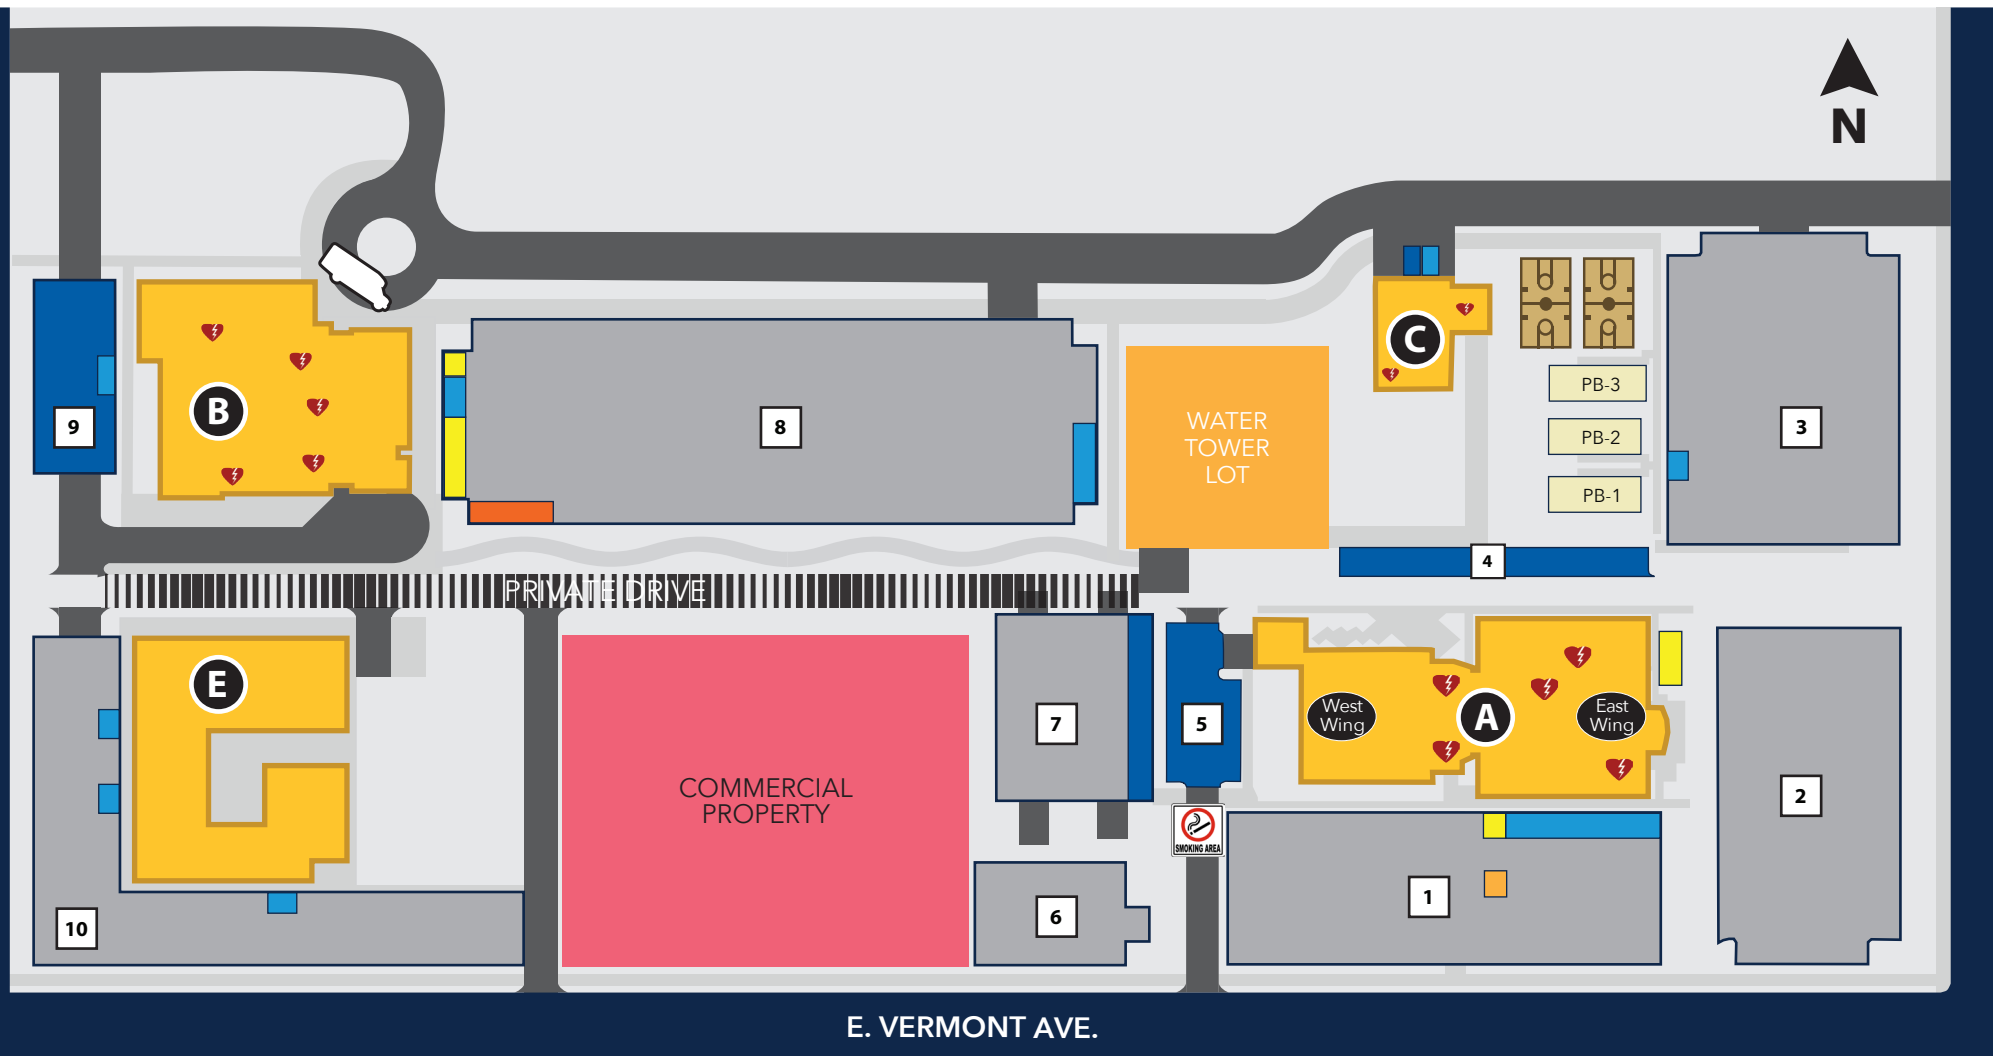 N
C
B
9
8
WATER
TOWER
LOT
PB-3
PB-2
PB-1
3
4
PRIVATE DRIVE
E
7
5
West
Wing
A
East
Wing
COMMERCIAL
PROPERTY
2
SMOKING AREA
1
6
10
E. VERMONT AVE.